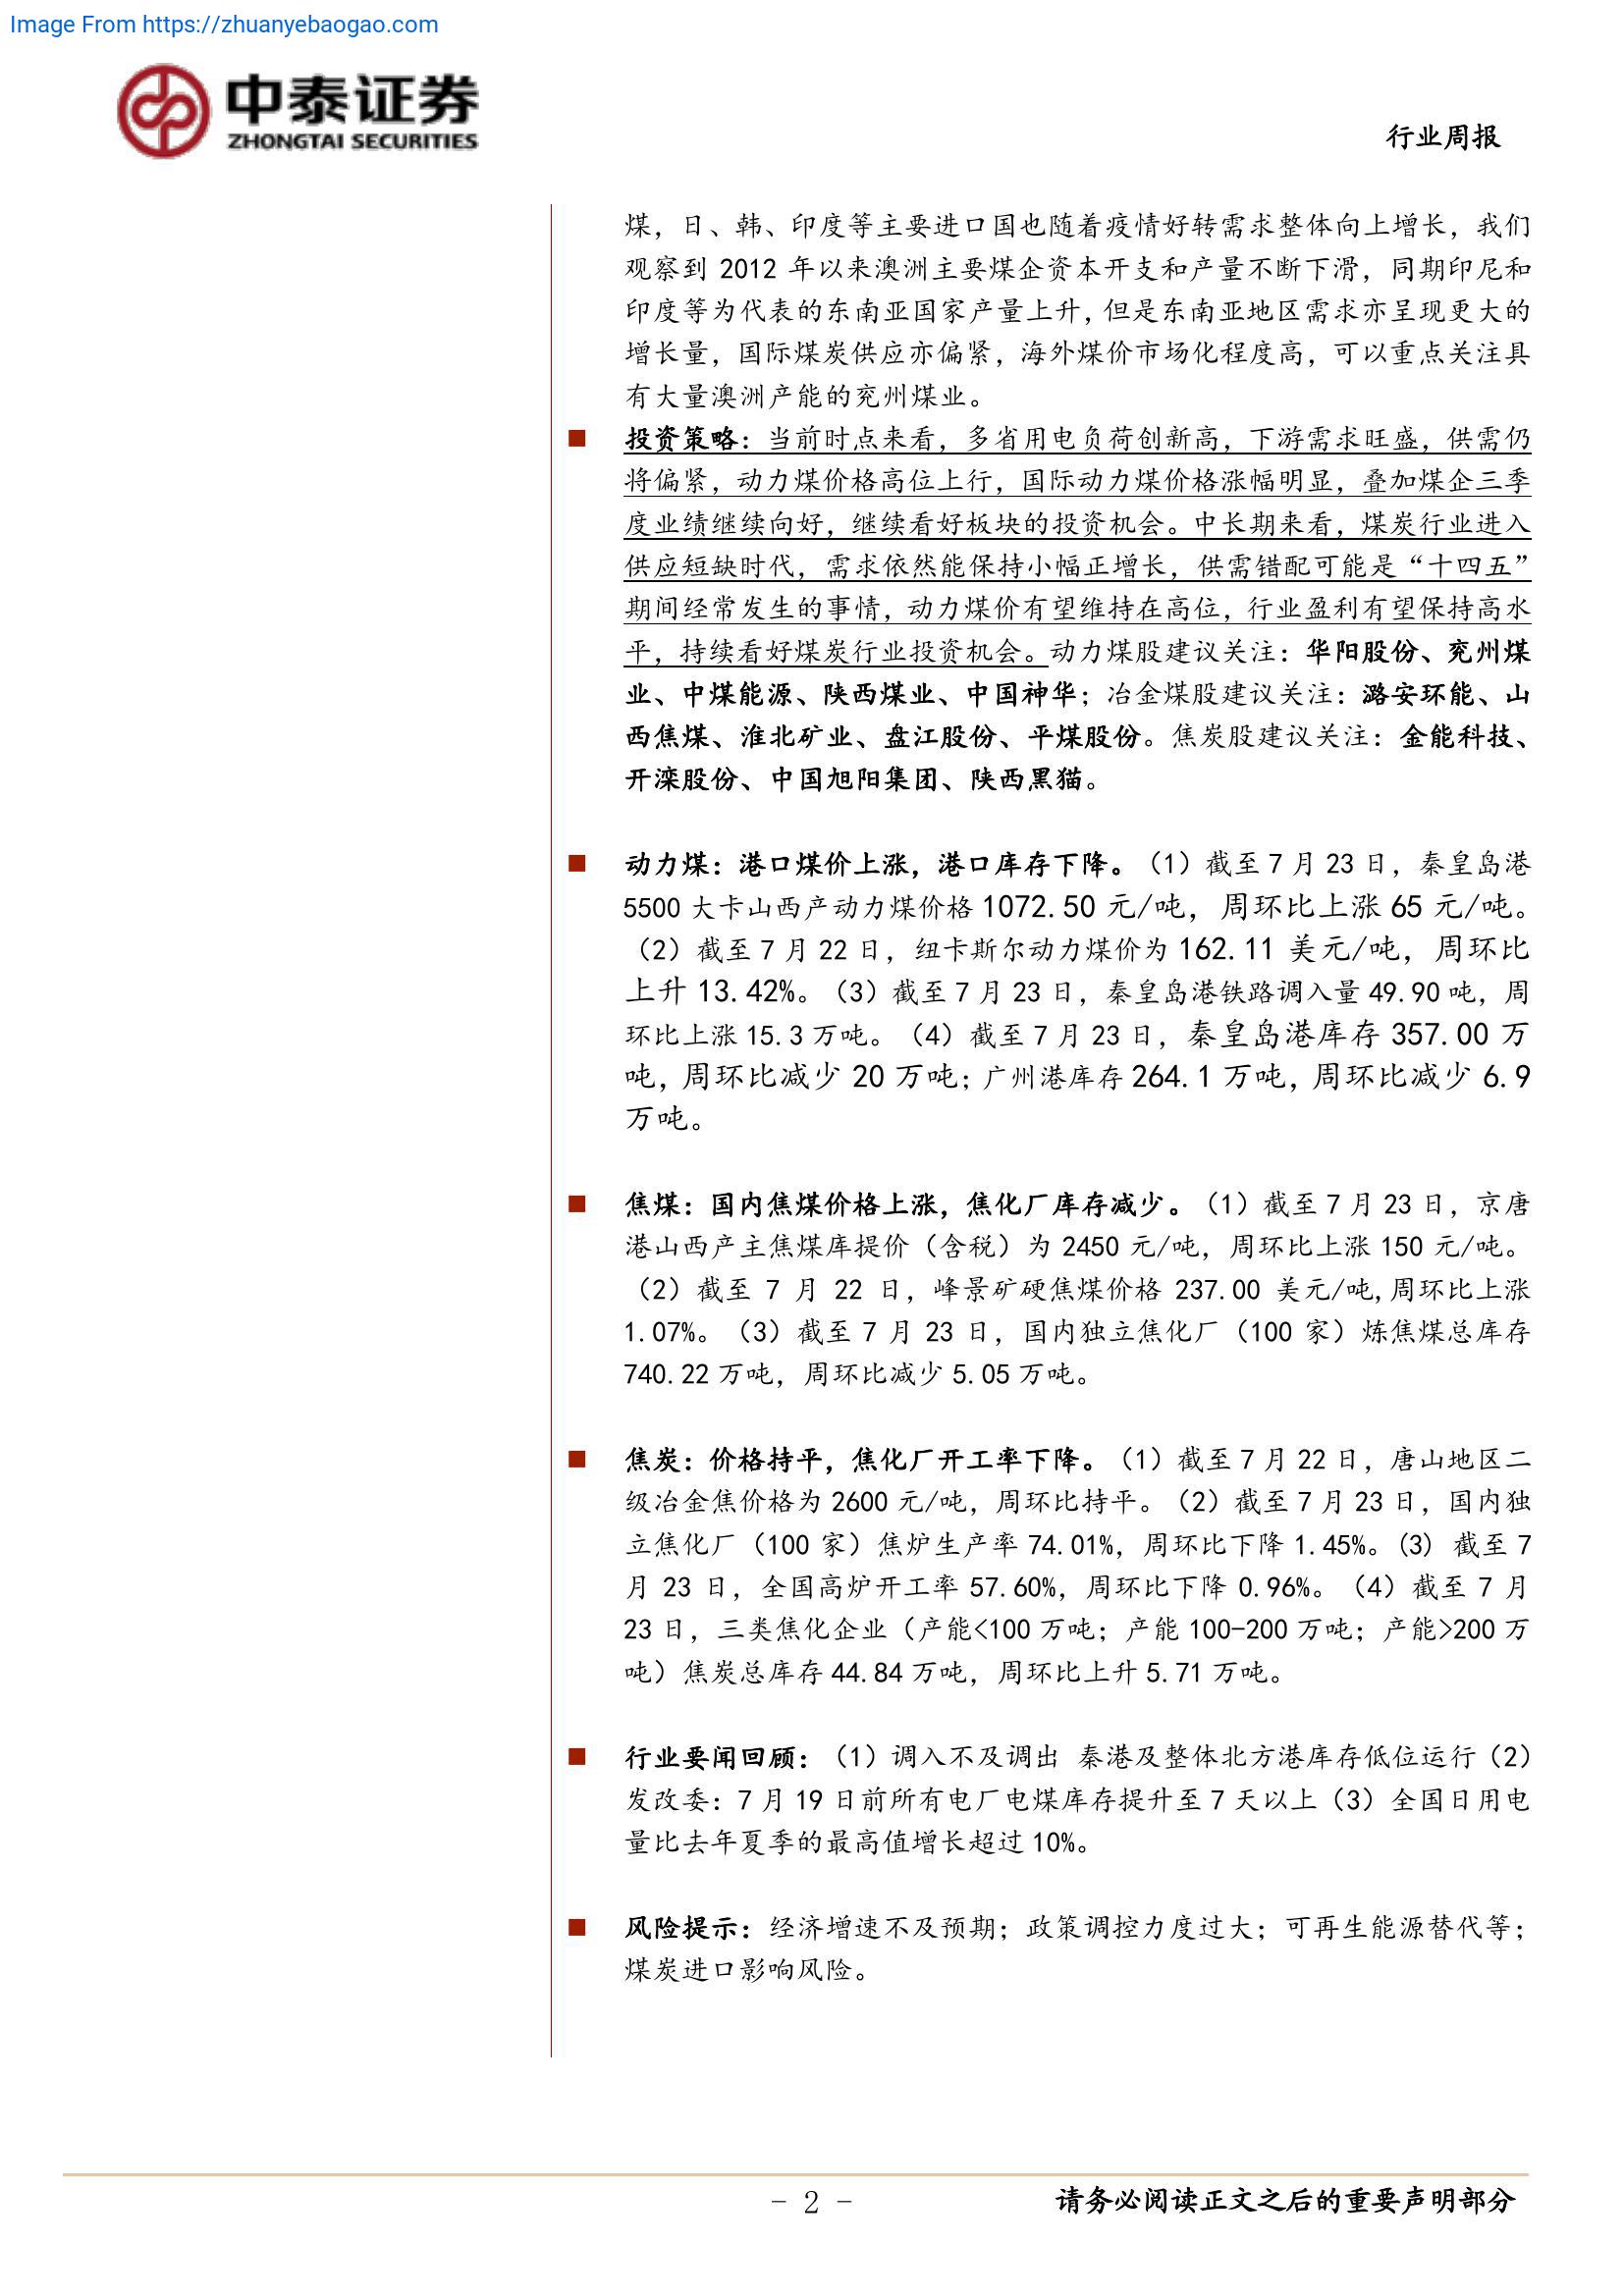 Image From https://zhuanyebaogao.com
中泰证券
ZHONGTAI SECURITIES
行业周报
煤，日、韩、印度等主要进口国也随着疫情好转需求整体向上增长，我们
观察到 2012 年以来澳洲主要煤企资本开支和产量不断下滑，同期印尼和
印度等为代表的东南亚国家产量上升，但是东南亚地区需求亦呈现更大的
增长量，国际煤炭供应亦偏紧，海外煤价市场化程度高，可以重点关注具
有大量澳洲产能的兖州煤业。
■ 投资策略：当前时点来看，多省用电负荷创新高，下游需求旺盛，供需仍
将偏紧，动力煤价格高位上行，国际动力煤价格涨幅明显，叠加煤企三季
度业绩继续向好，继续看好板块的投资机会。中长期来看，煤炭行业进入
供应短缺时代，需求依然能保持小幅正增长，供需错配可能是“十四五”
期间经常发生的事情，动力煤价有望维持在高位，行业盈利有望保持高水
平，持续看好煤炭行业投资机会。动力煤股建议关注：华阳股份、兖州煤
业、中煤能源、陕西煤业、中国神华；冶金煤股建议关注：潞安环能、山
西焦煤、淮北矿业、盘江股份、平煤股份。焦炭股建议关注：金能科技、
开滦股份、中国旭阳集团、陕西黑猫。
■ 动力煤：港口煤价上涨，港口库存下降。（1）截至 7 月 23 日，秦皇岛港
5500 大卡山西产动力煤价格 1072.50 元/吨，周环比上涨 65 元/吨。
（2）截至 7 月 22 日，纽卡斯尔动力煤价为 162.11 美元/吨，周环比
上升 13.42%。（3）截至 7 月 23 日，秦皇岛港铁路调入量 49.90 吨，周
环比上涨 15.3 万吨。（4）截至 7 月 23 日，秦皇岛港库存 357.00 万
吨，周环比减少 20 万吨；广州港库存 264.1 万吨，周环比减少 6.9
万吨。
■ 焦煤：国内焦煤价格上涨，焦化厂库存减少。（1）截至 7 月 23 日，京唐
港山西产主焦煤库提价（含税）为 2450 元/吨，周环比上涨 150 元/吨。
（2）截至 7 月 22 日，峰景矿硬焦煤价格 237.00 美元/吨,周环比上涨
1.07%。（3）截至 7 月 23 日，国内独立焦化厂（100 家）炼焦煤总库存
740.22 万吨，周环比减少 5.05 万吨。
■ 焦炭：价格持平，焦化厂开工率下降。（1）截至 7 月 22 日，唐山地区二
级冶金焦价格为 2600 元/吨，周环比持平。（2）截至 7 月 23 日，国内独
立焦化厂（100 家）焦炉生产率 74.01%，周环比下降 1.45%。(3) 截至 7
月 23 日，全国高炉开工率 57.60%，周环比下降 0.96%。（4）截至 7 月
23 日，三类焦化企业（产能<100 万吨；产能 100-200 万吨；产能>200 万
吨）焦炭总库存 44.84 万吨，周环比上升 5.71 万吨。
■ 行业要闻回顾：（1）调入不及调出 秦港及整体北方港库存低位运行（2）
发改委：7 月 19 日前所有电厂电煤库存提升至 7 天以上（3）全国日用电
量比去年夏季的最高值增长超过 10%。
■ 风险提示：经济增速不及预期；政策调控力度过大；可再生能源替代等；
煤炭进口影响风险。
- 2 -
请务必阅读正文之后的重要声明部分